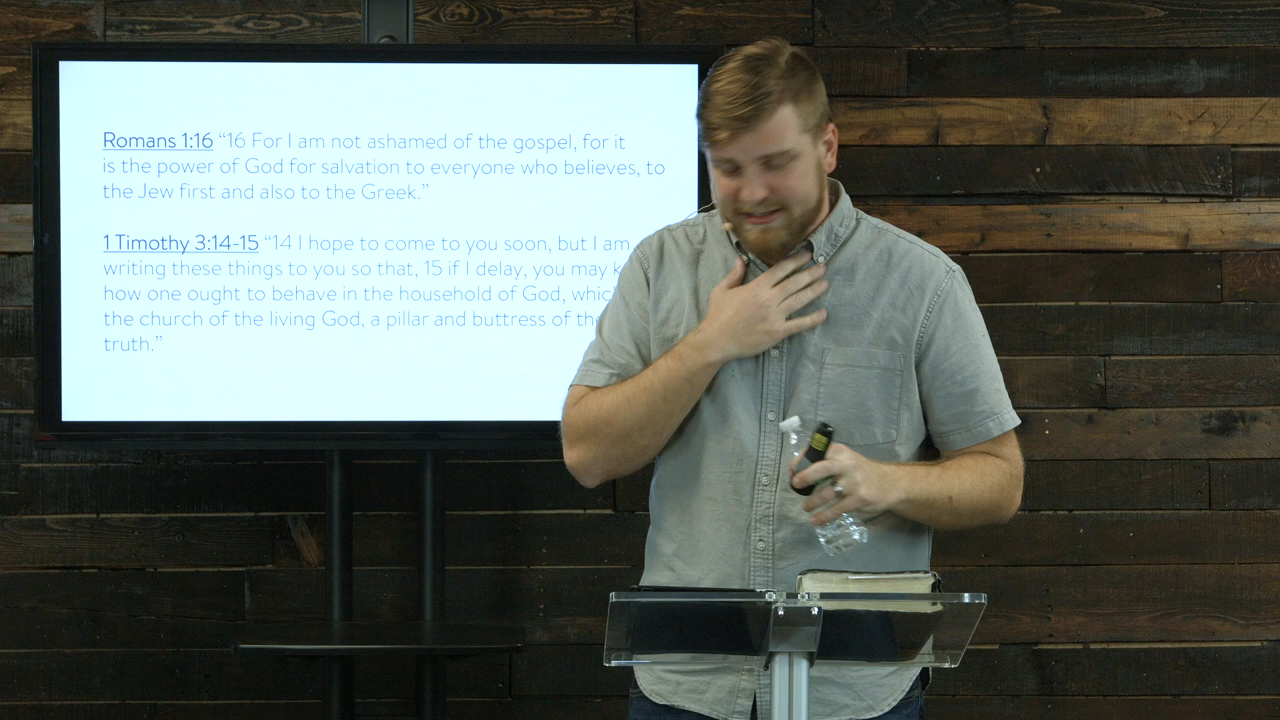 Romans 1:16 “16 For I am not ashamed of the gospel, for it
is the power of God for salvation to everyone who believes, to
the Jew first and also to the Greek.”
1 Timothy 3:14-15 “14 I hope to come to you soon, but I am
writing these things to you so that, 15 if I delay, you may
how one ought to behave in the household of God,
the church of the living God, a pillar and buttress of the
truth.”